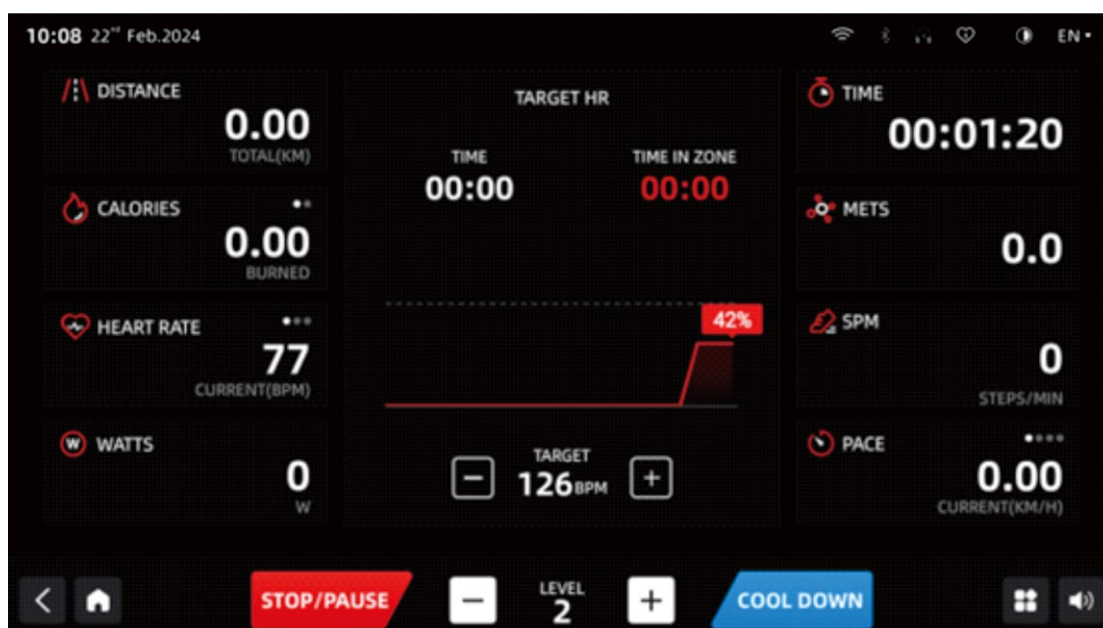 10:08 22nd Feb.2024
EN
DISTANCE
0.00
TOTAL(KM)
CALORIES
0.00
BURNED
HEART RATE
77
CURRENT(BPM)
WATTS
0
W
TARGET HR
TIME
00:00
TIME IN ZONE
00:00
42%
TARGET
126 BPM
TIME
00:01:20
METS
0.0
SPM
0
STEPS/MIN
PACE
0.00
CURRENT(KM/H)
STOP/PAUSE
LEVEL
2
COOL DOWN